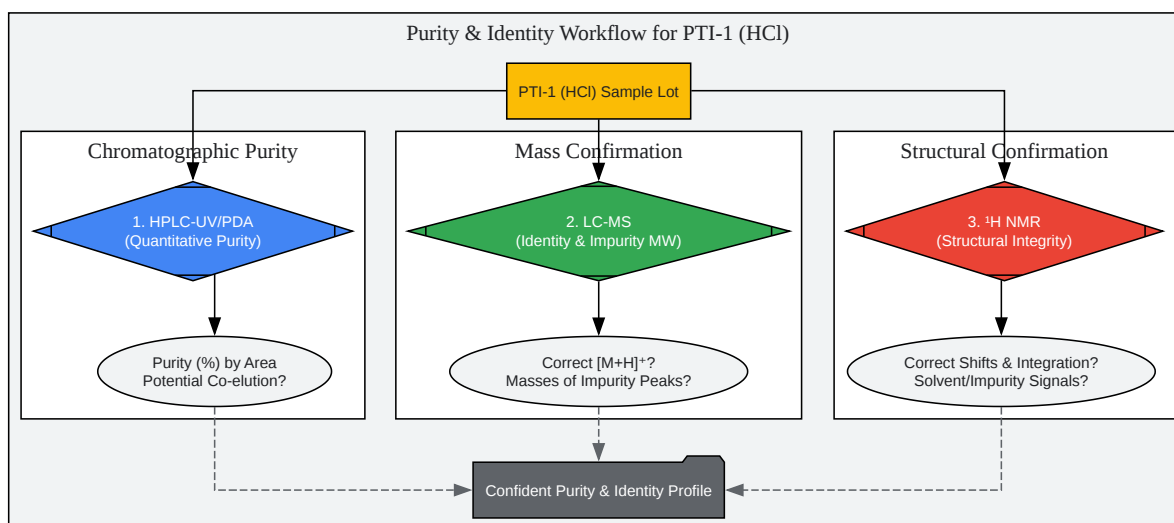 Purity & Identity Workflow for PTI-1 (HCl)
PTI-1 (HCl) Sample Lot
Chromatographic Purity
Mass Confirmation
Structural Confirmation
1. HPLC-UV/PDA
(Quantitative Purity)
2. LC-MS
(Identity & Impurity MW)
3. ¹H NMR
(Structural Integrity)
Purity (%) by Area
Potential Co-elution?
Correct [M+H]⁺?
Masses of Impurity Peaks?
Correct Shifts & Integration?
Solvent/Impurity Signals?
Confident Purity & Identity Profile